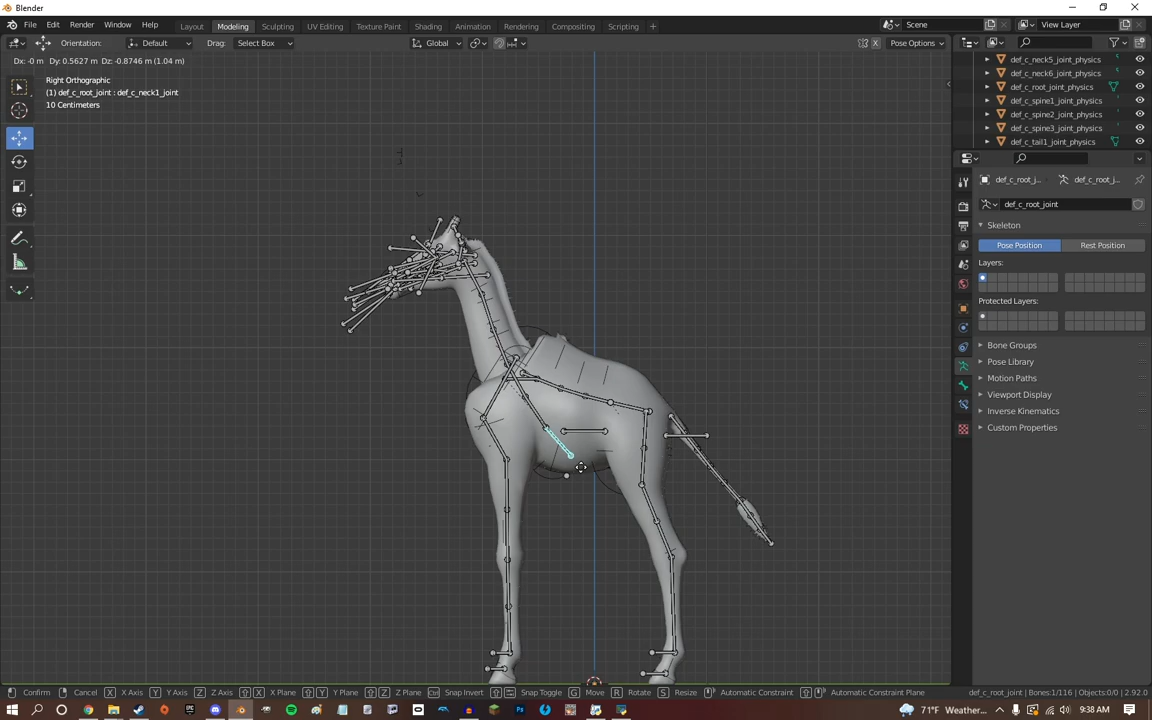 Blender
File Edit Render Window Help Layout Modeling Sculpting UV Editing Texture Paint Shading Animation Rendering Compositing Scripting + Scene View Layer
Orientation: Default Drag: Select Box Global X Pose Options
Dx: -0 m Dy: 0.5627 m Dz: -0.8746 m (1.04 m)
Right Orthographic
(1) def_c_root_joint : def_c_neck1_joint
10 Centimeters
def_c_neck5_joint_physics
def_c_neck6_joint_physics
def_c_root_joint_physics
def_c_spine1_joint_physics
def_c_spine2_joint_physics
def_c_spine3_joint_physics
def_c_tail1_joint_physics
def_c_root_j... def_c_root_j...
def_c_root_joint
Skeleton
Pose Position Rest Position
Layers:
Protected Layers:
Bone Groups
Pose Library
Motion Paths
Viewport Display
Inverse Kinematics
Custom Properties
Confirm Cancel X X Axis Y Y Axis Z Z Axis X X Plane Y Y Plane Z Z Plane Ctrl Snap Invert Snap Toggle G Move R Rotate S Resize Automatic Constraint Automatic Constraint Plane def_c_root_joint | Bones:1/116 | Objects:0/0 | 2.92.0
71°F Weather... 9:38 AM